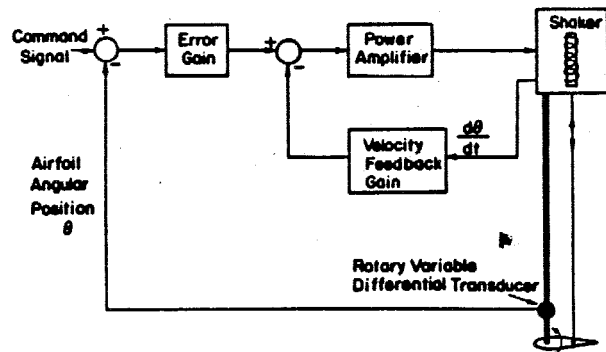 Command
Signal
+
-
Error
Gain
+
-
Power
Amplifier
Shaker
Velocity
Feedback
Gain
dθ
dt
Airfoil
Angular
Position
θ
Rotary Variable
Differential Transducer